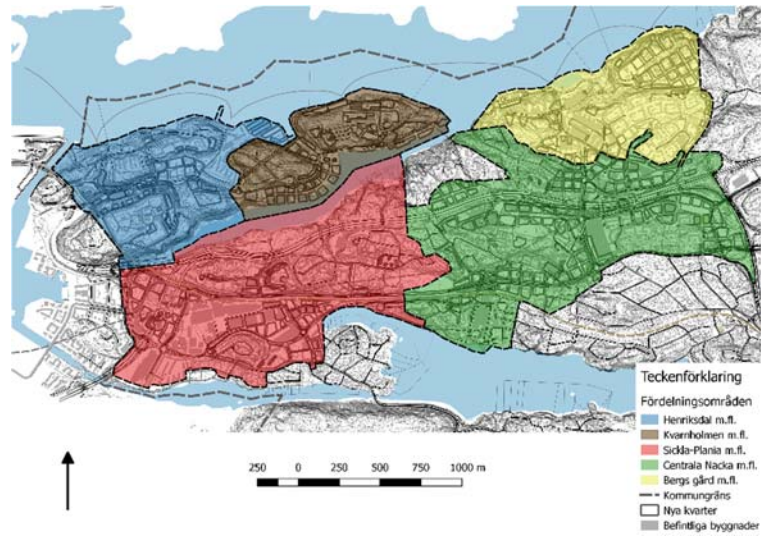 Teckenförklaring
Fördelningsområden
Henriksdal m.fl.
Kvarnholmen m.fl.
Sickla-Plania m.fl.
Centrala Nacka m.fl.
Bergs gård m.fl.
Kommungräns
Nya kvarter
Befintliga byggnader
250 0 250 500 750 1000 m